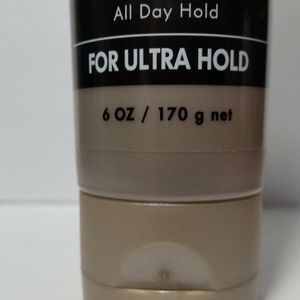 All Day Hold
FOR ULTRA HOLD
6 OZ / 170 g net